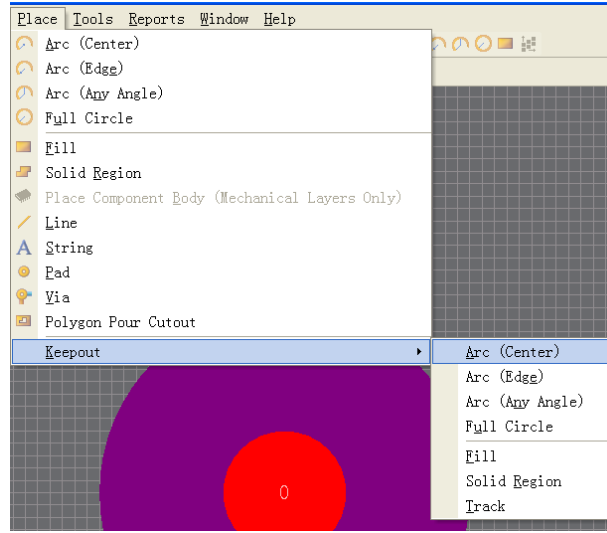 Place Tools Reports Window Help
Arc (Center)
Arc (Edge)
Arc (Any Angle)
Full Circle
Fill
Solid Region
Place Component Body (Mechanical Layers Only)
Line
String
Pad
Via
Polygon Pour Cutout
Keepout
Arc (Center)
Arc (Edge)
Arc (Any Angle)
Full Circle
Fill
Solid Region
Track
0